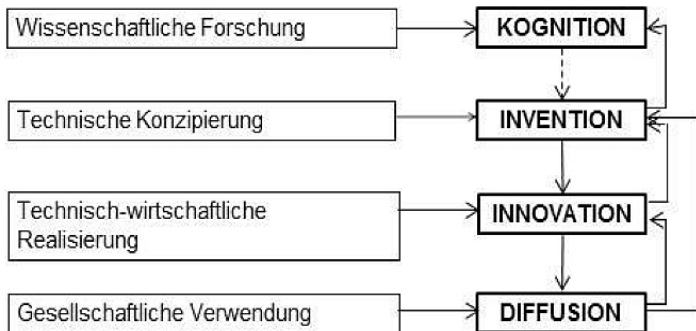 Wissenschaftliche Forschung
KOGNITION
Technische Konzipierung
INVENTION
Technisch-wirtschaftliche
Realisierung
INNOVATION
Gesellschaftliche Verwendung
DIFFUSION